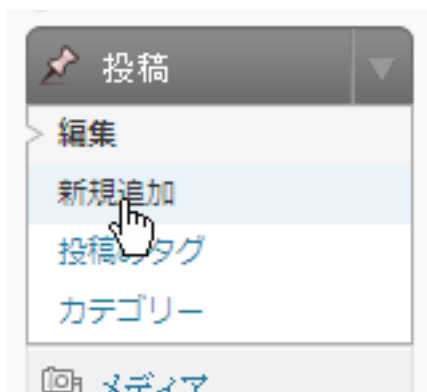 投稿
編集
新規追加
投稿のタグ
カテゴリー
メディア